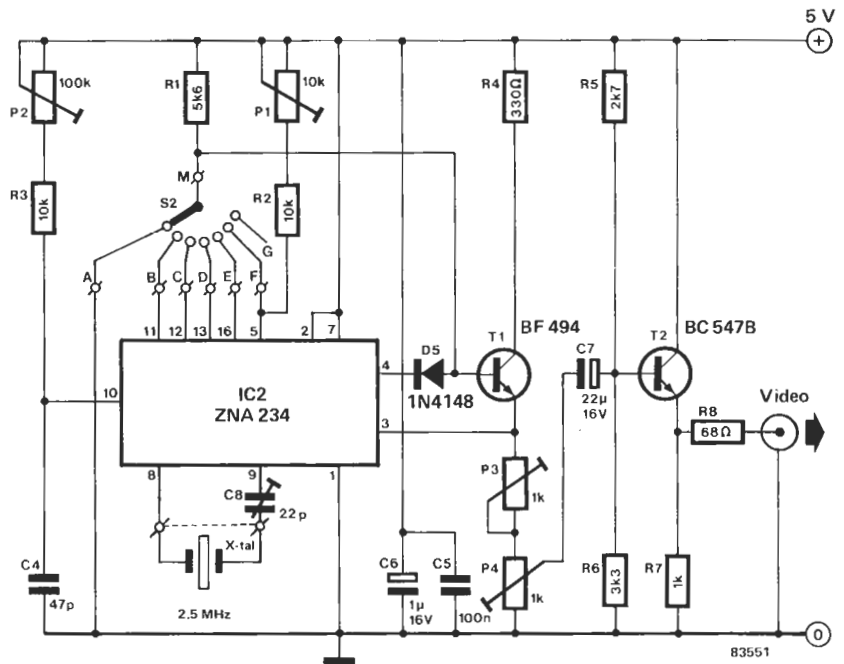 5 V
+
P2
100k
R1
5k6
P1
10k
R4
330Ω
R5
2k7
M
R3
10k
S2
R2
10k
G
A
B
C
D
E
F
11
12
13
16
5
2
7
BF 494
BC 547B
T1
T2
C7
22µ
16V
4
D5
1N4148
IC2
ZNA 234
10
3
8
9
1
R8
68Ω
Video
P3
1k
C8
22p
X-tal
2.5 MHz
C4
47p
C6
1µ
16V
C5
100n
P4
1k
R6
3k3
R7
1k
0
83551